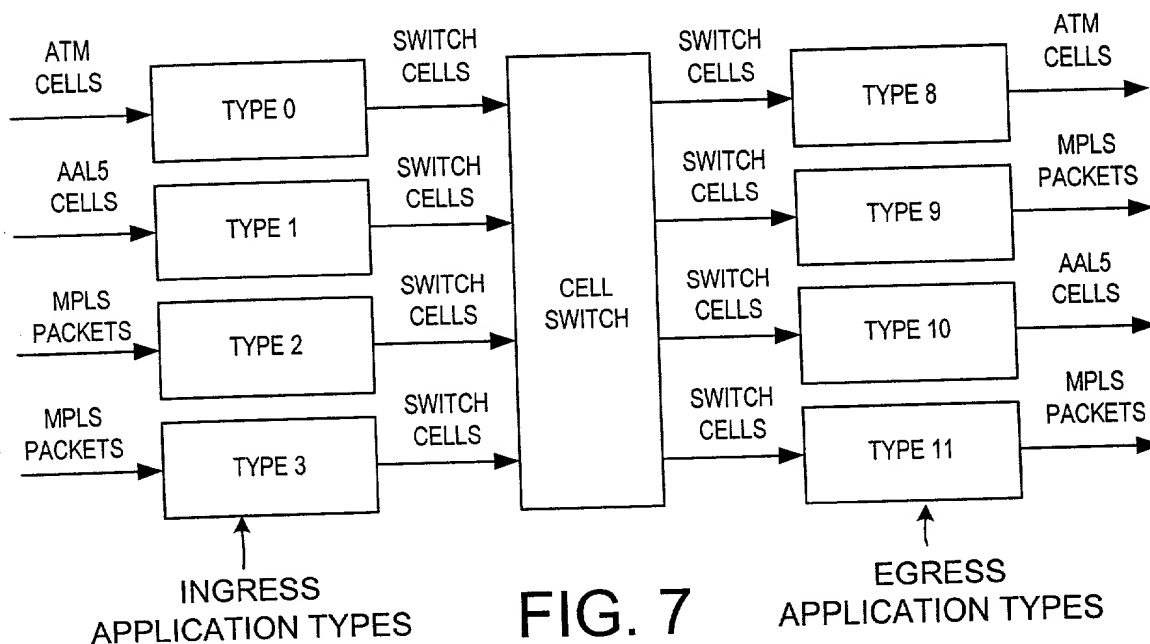 ATM
CELLS
SWITCH
CELLS
SWITCH
CELLS
ATM
CELLS
TYPE 0
TYPE 8
AAL5
CELLS
SWITCH
CELLS
SWITCH
CELLS
MPLS
PACKETS
TYPE 1
TYPE 9
MPLS
PACKETS
SWITCH
CELLS
CELL
SWITCH
SWITCH
CELLS
AAL5
CELLS
TYPE 2
TYPE 10
MPLS
PACKETS
SWITCH
CELLS
SWITCH
CELLS
MPLS
PACKETS
TYPE 3
TYPE 11
INGRESS
APPLICATION TYPES
FIG. 7
EGRESS
APPLICATION TYPES